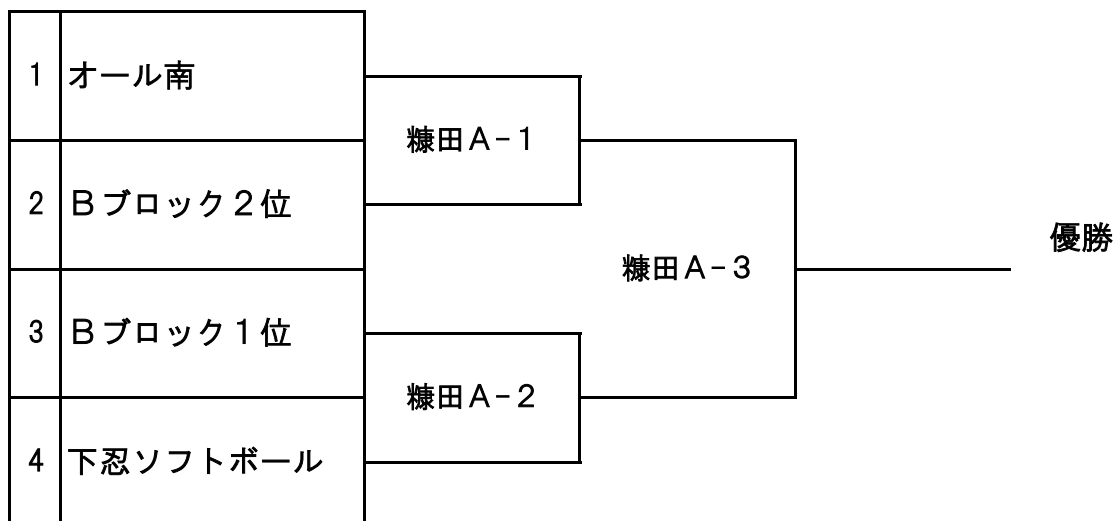 1 オール南
糠田A-1
2 Bブロック2位
優勝
糠田A-3
3 Bブロック1位
糠田A-2
4 下忍ソフトボール